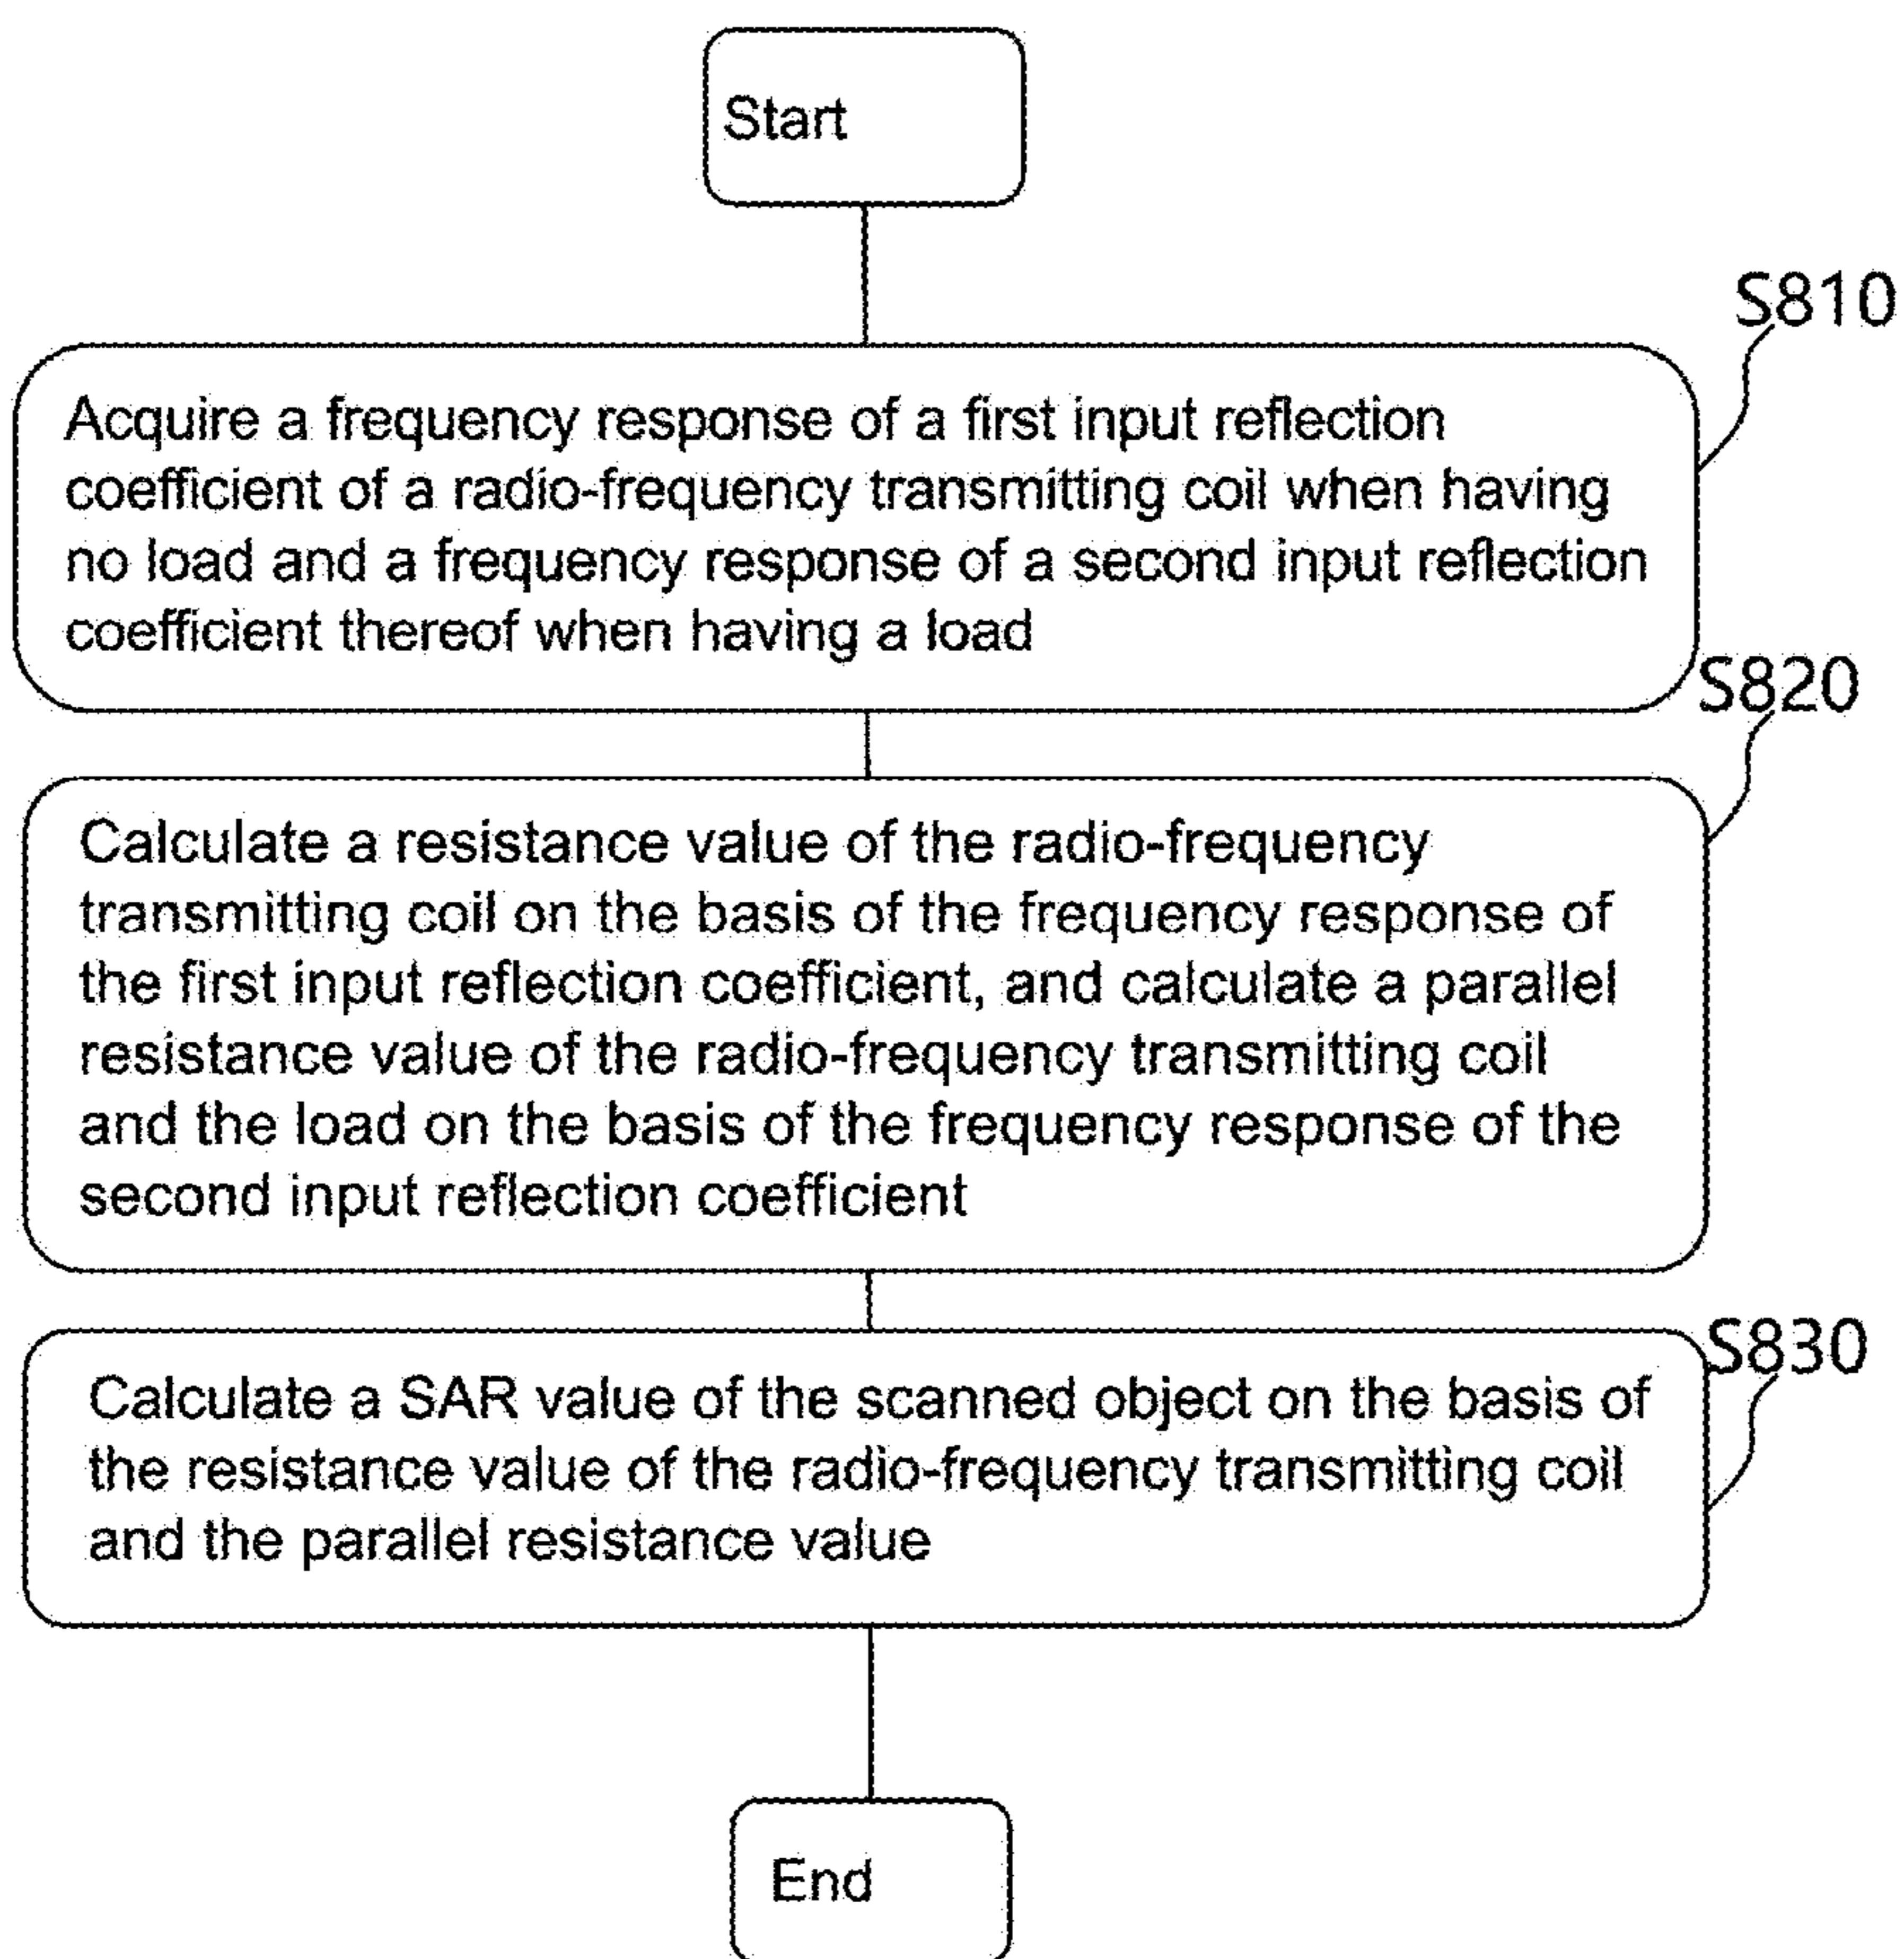 Start
S810
Acquire a frequency response of a first input reflection
coefficient of a radio-frequency transmitting coil when having
no load and a frequency response of a second input reflection
coefficient thereof when having a load
S820
Calculate a resistance value of the radio-frequency
transmitting coil on the basis of the frequency response of
the first input reflection coefficient, and calculate a parallel
resistance value of the radio-frequency transmitting coil
and the load on the basis of the frequency response of the
second input reflection coefficient
S830
Calculate a SAR value of the scanned object on the basis of
the resistance value of the radio-frequency transmitting coil
and the parallel resistance value
End